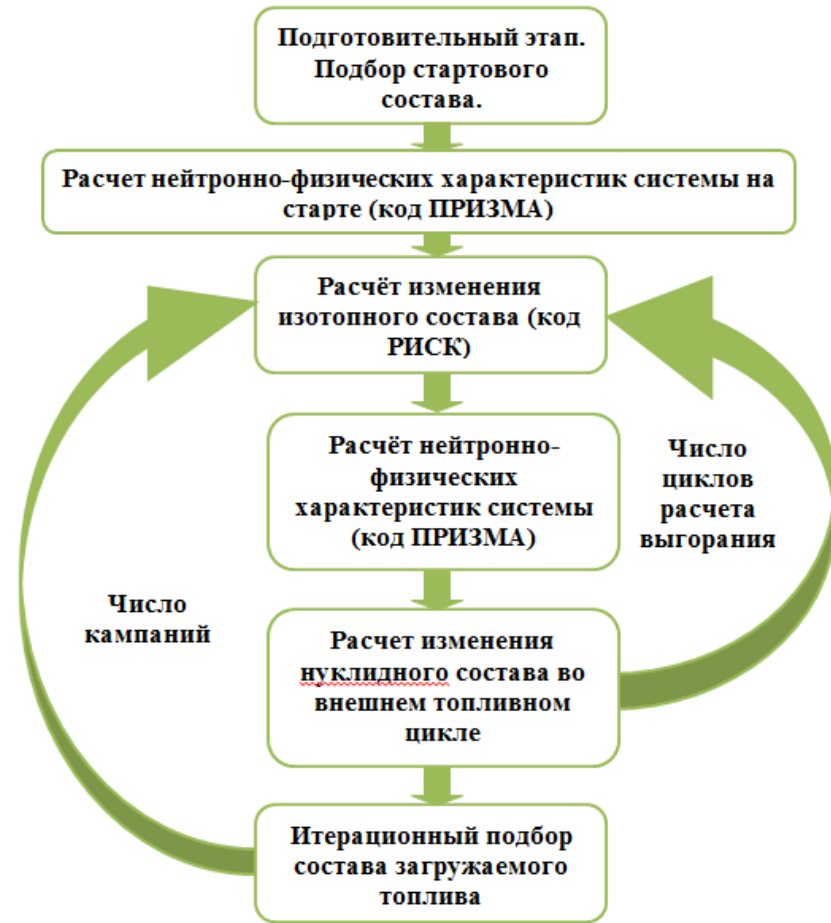 Подготовительный этап.
Подбор стартового
состава.
Расчет нейтронно-физических характеристик системы на
старте (код ПРИЗМА)
Расчёт изменения
изотопного состава (код
РИСК)
Расчёт нейтронно-
физических
характеристик системы
(код ПРИЗМА)
Число
циклов
расчета
выгорания
Число
кампаний
Расчет изменения
нуклидного состава во
внешнем топливном
цикле
Итерационный подбор
состава загружаемого
топлива